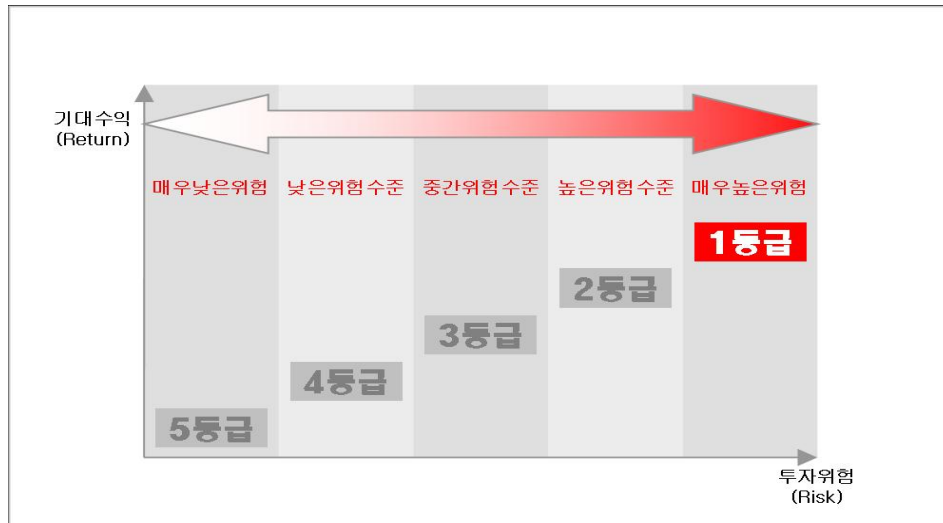 기대수익
(Return)
매우낮은위험 낮은위험수준 중간위험수준 높은위험수준 매우높은위험
1등급
2등급
3등급
4등급
5등급
투자위험
(Risk)